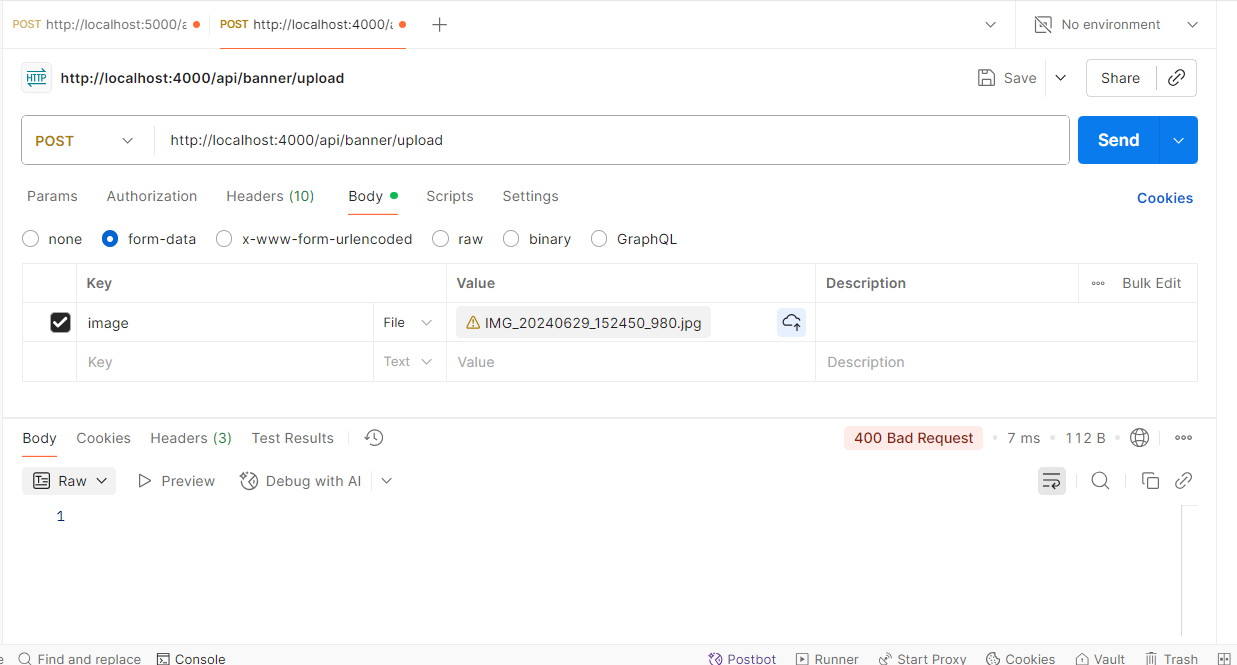 POST http://localhost:5000/a
POST http://localhost:4000/a
No environment
HTTP http://localhost:4000/api/banner/upload
Save
Share
POST
http://localhost:4000/api/banner/upload
Send
Params
Authorization
Headers (10)
Body
Scripts
Settings
Cookies
none
form-data
x-www-form-urlencoded
raw
binary
GraphQL
Key
Value
Description
Bulk Edit
image
File
IMG_20240629_152450_980.jpg
Key
Text
Value
Description
Body
Cookies
Headers (3)
Test Results
400 Bad Request
7 ms
112 B
Raw
Preview
Debug with AI
1
Find and replace
Console
Postbot
Runner
Start Proxy
Cookies
Vault
Trash